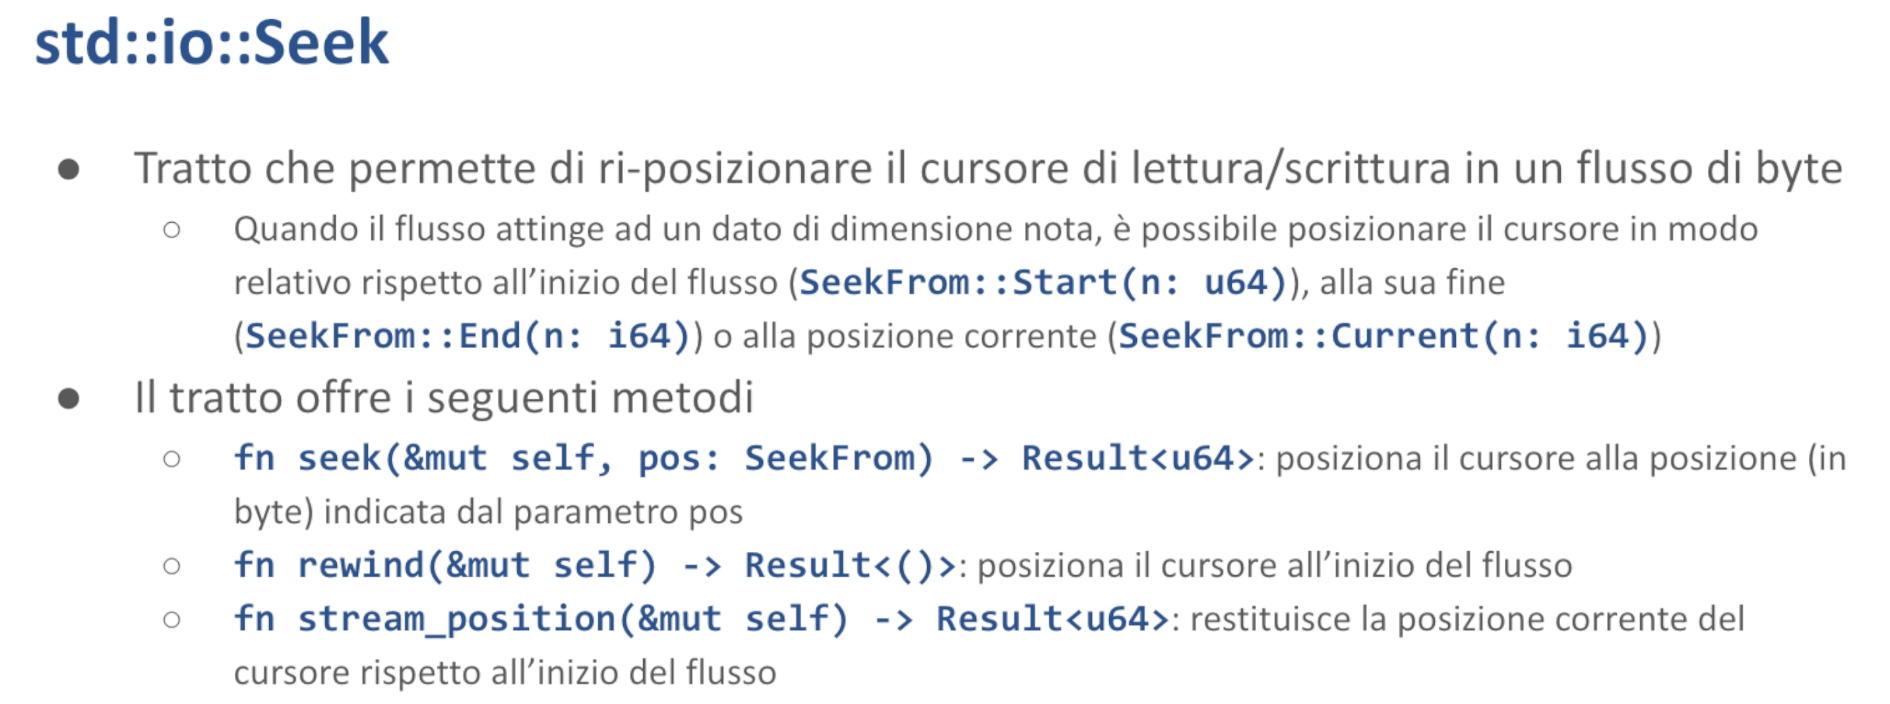 std::io::Seek
● Tratto che permette di ri-posizionare il cursore di lettura/scrittura in un flusso di byte
○ Quando il flusso attinge ad un dato di dimensione nota, è possibile posizionare il cursore in modo
relativo rispetto all’inizio del flusso (SeekFrom::Start(n: u64)), alla sua fine
(SeekFrom::End(n: i64)) o alla posizione corrente (SeekFrom::Current(n: i64))
● Il tratto offre i seguenti metodi
○ fn seek(&mut self, pos: SeekFrom) -> Result<u64>: posiziona il cursore alla posizione (in
byte) indicata dal parametro pos
○ fn rewind(&mut self) -> Result<()>: posiziona il cursore all’inizio del flusso
○ fn stream_position(&mut self) -> Result<u64>: restituisce la posizione corrente del
cursore rispetto all’inizio del flusso